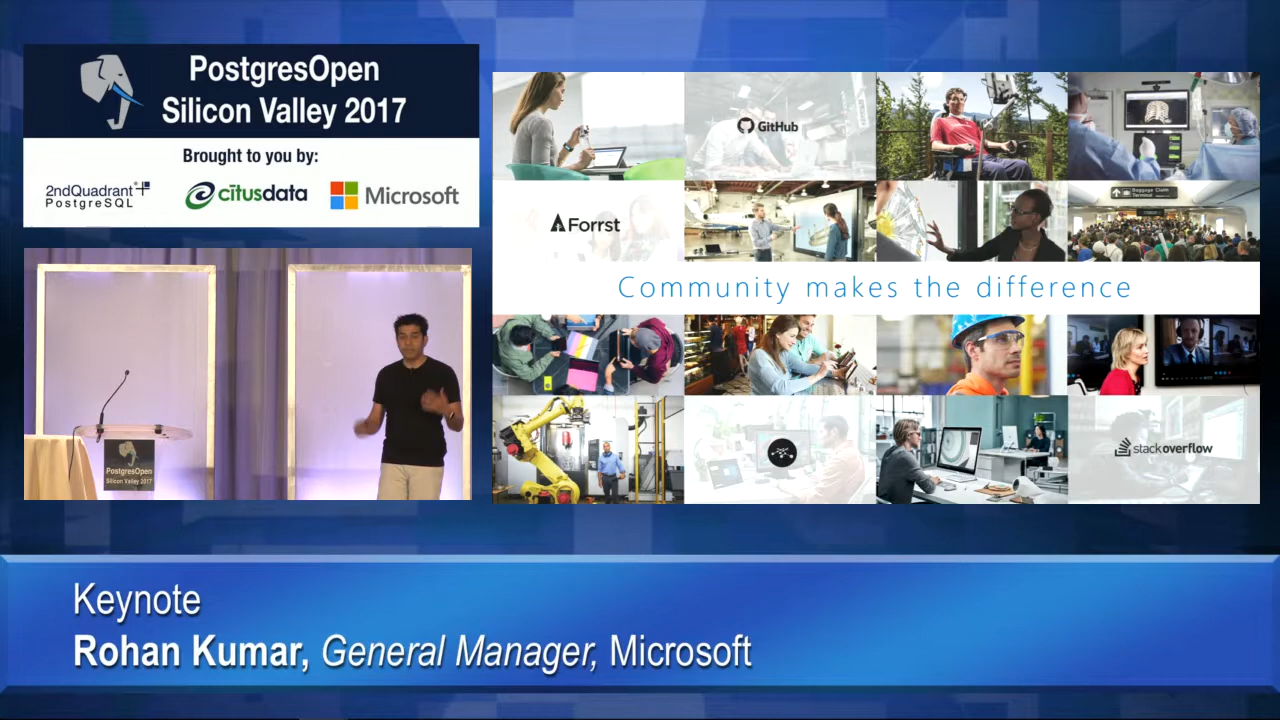 PostgresOpen
Silicon Valley 2017
Brought to you by:
2ndQuadrant
PostgreSQL
citusdata
Microsoft
GitHub
Forrst
Baggage Claim
Terminal
Community makes the difference
stackoverflow
PostgresOpen
Silicon Valley 2017
Keynote
Rohan Kumar, General Manager, Microsoft